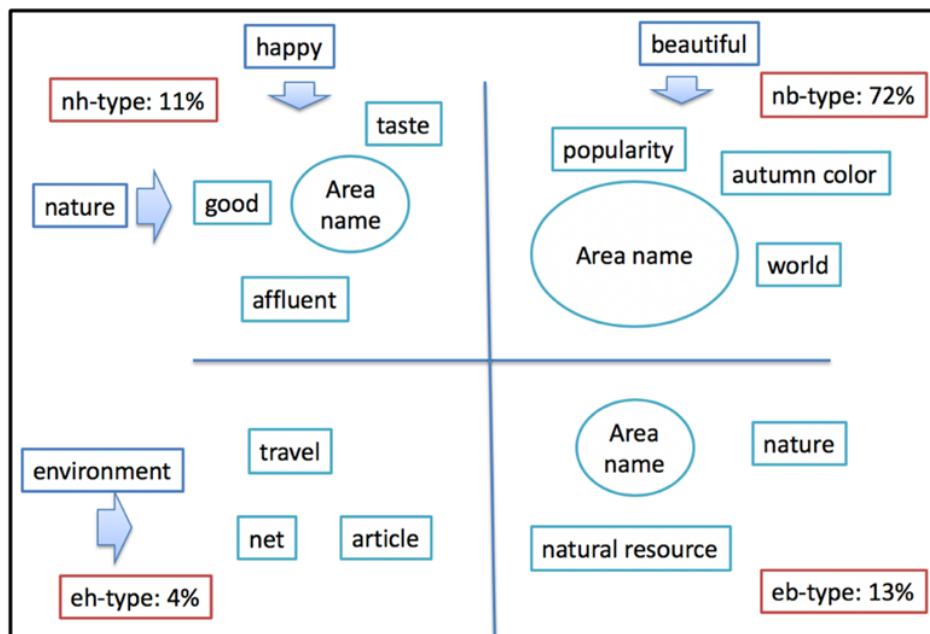 happy
beautiful
nh-type: 11%
nb-type: 72%
taste
popularity
autumn color
nature
good
Area
name
Area name
world
affluent
environment
travel
Area
name
nature
net
article
natural resource
eh-type: 4%
eb-type: 13%